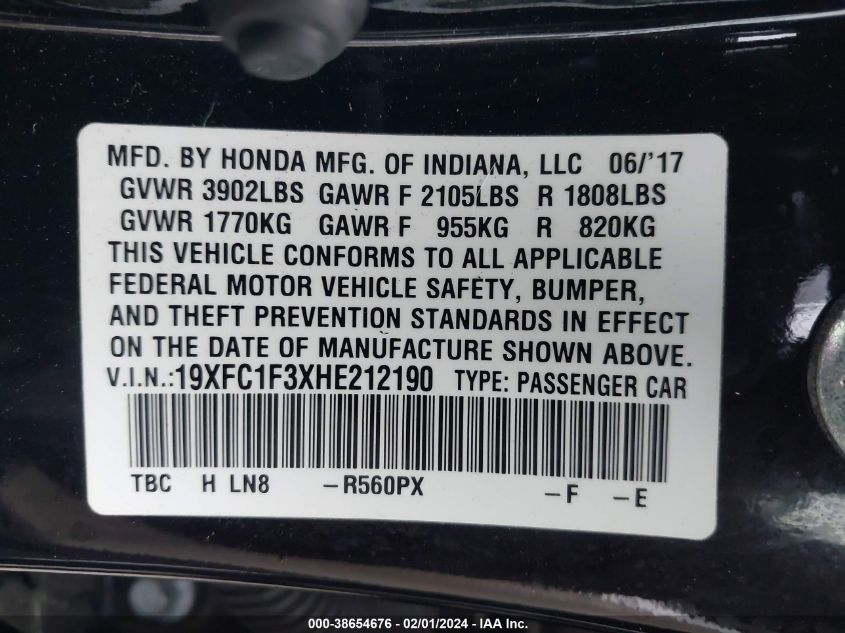 MFD. BY HONDA MFG. OF INDIANA, LLC 06/'17
GVWR 3902LBS GAWR F 2105LBS R 1808LBS
GVWR 1770KG GAWR F 955KG R 820KG
THIS VEHICLE CONFORMS TO ALL APPLICABLE
FEDERAL MOTOR VEHICLE SAFETY, BUMPER,
AND THEFT PREVENTION STANDARDS IN EFFECT
ON THE DATE OF MANUFACTURE SHOWN ABOVE.
V.I.N.:19XFC1F3XHE212190 TYPE: PASSENGER CAR
TBC H LN8 –R560PX –F –E
000-38654676 / 02/01/2024 - IAA Inc.